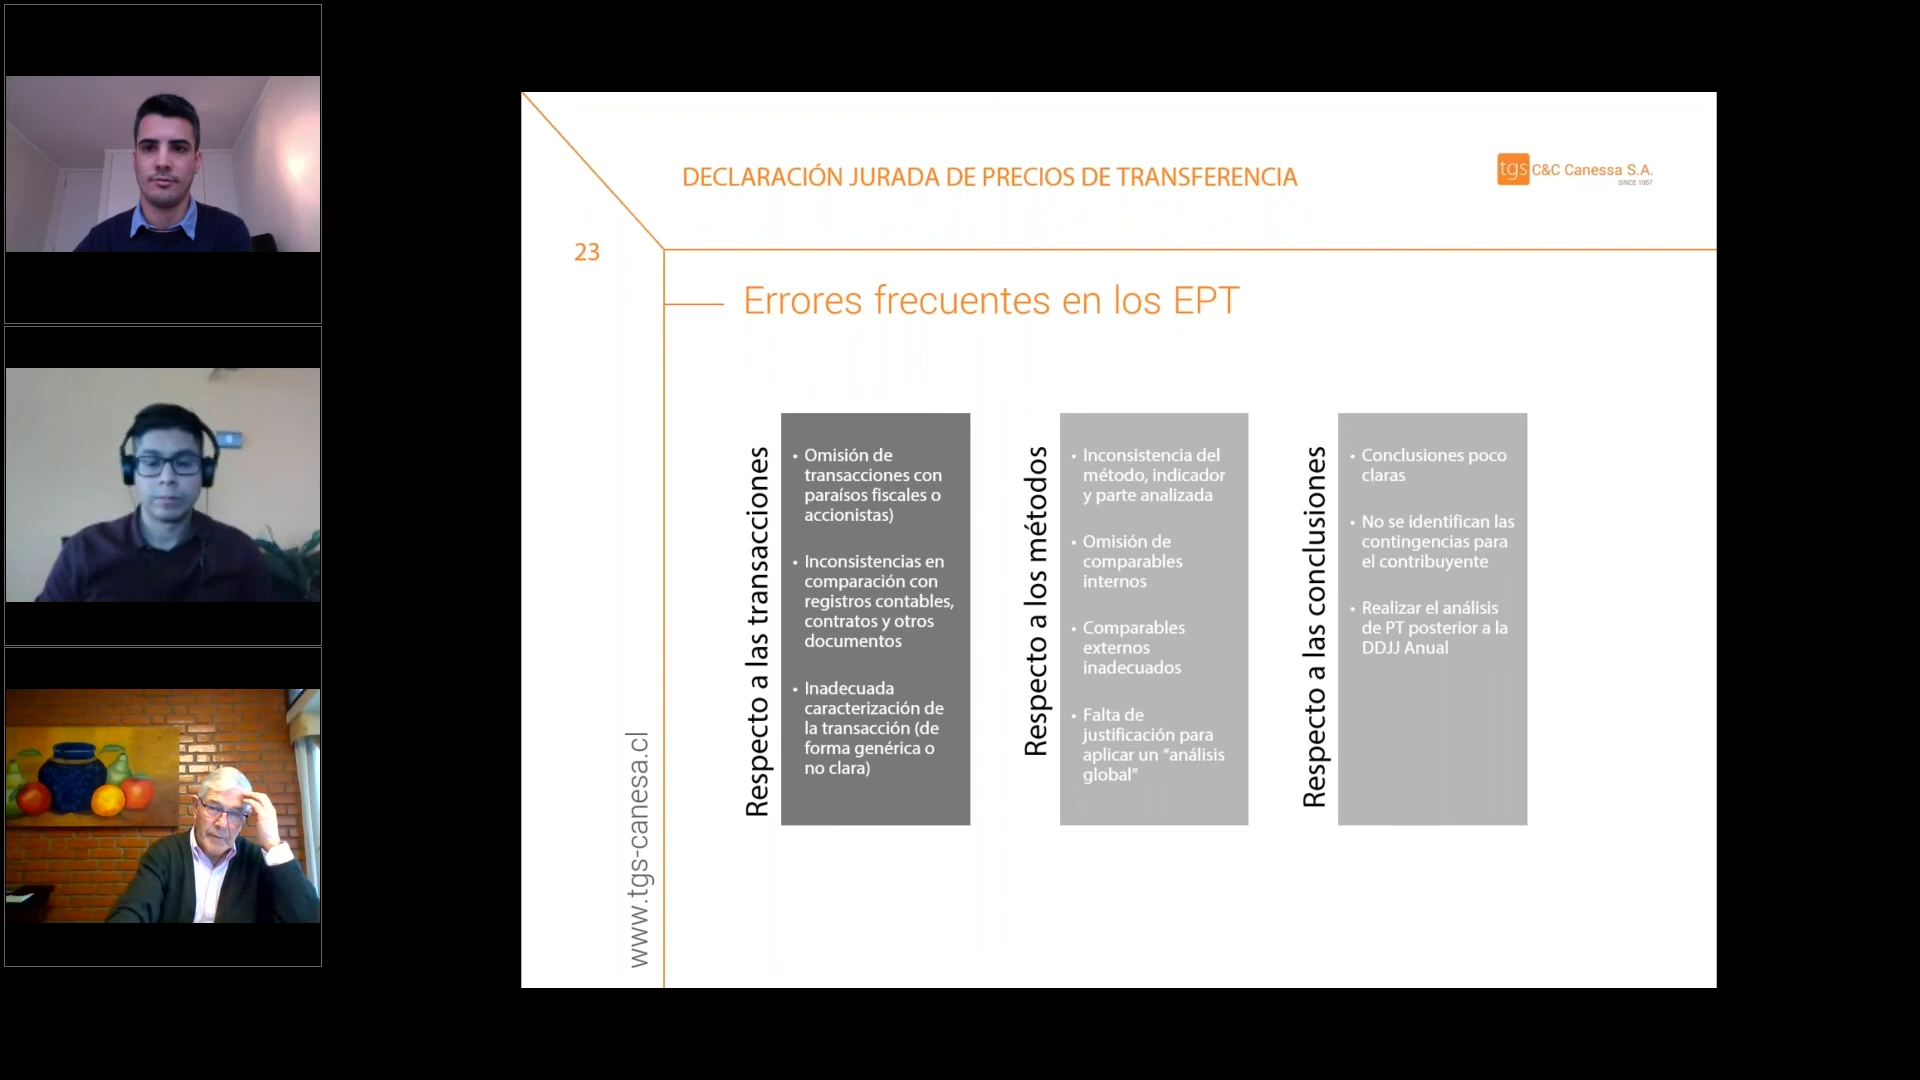 DECLARACIÓN JURADA DE PRECIOS DE TRANSFERENCIA
tgs C&C Canessa S.A.
SINCE 1957
23
Errores frecuentes en los EPT
Respecto a las transacciones
• Omisión de
transacciones con
paraísos fiscales o
accionistas)
• Inconsistencias en
comparación con
registros contables,
contratos y otros
documentos
• Inadecuada
caracterización de
la transacción (de
forma genérica o
no clara)
Respecto a los métodos
• Inconsistencia del
método, indicador
y parte analizada
• Omisión de
comparables
internos
• Comparables
externos
inadecuados
• Falta de
justificación para
aplicar un “análisis
global”
Respecto a las conclusiones
• Conclusiones poco
claras
• No se identifican las
contingencias para
el contribuyente
• Realizar el análisis
de PT posterior a la
DDJJ Anual
www.tgs-canesa.cl